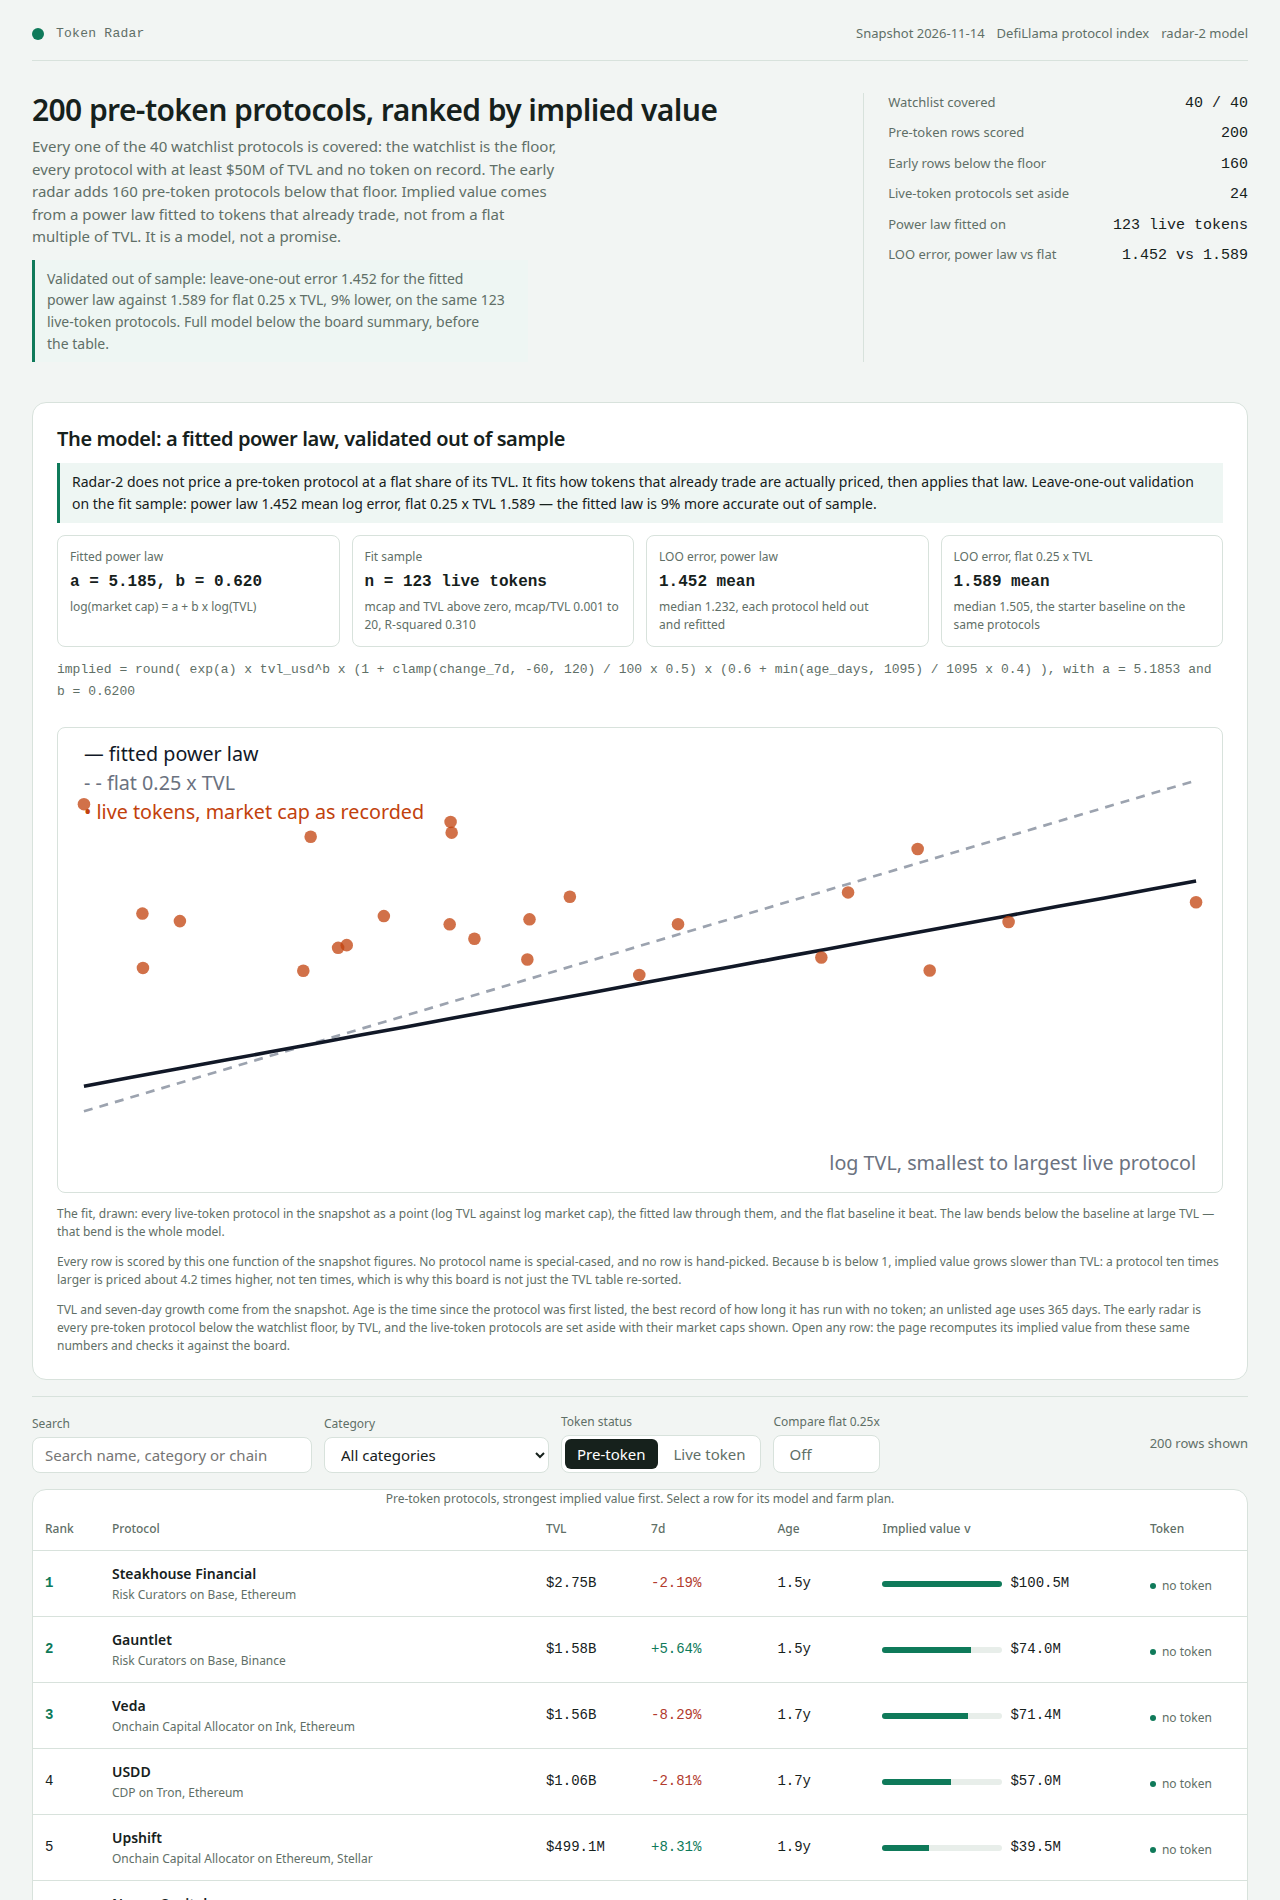 Token Radar
Snapshot 2026-11-14 DefiLlama protocol index radar-2 model
200 pre-token protocols, ranked by implied value
Every one of the 40 watchlist protocols is covered: the watchlist is the floor,
every protocol with at least $50M of TVL and no token on record. The early
radar adds 160 pre-token protocols below that floor. Implied value comes
from a power law fitted to tokens that already trade, not from a flat
multiple of TVL. It is a model, not a promise.
Validated out of sample: leave-one-out error 1.452 for the fitted
power law against 1.589 for flat 0.25 x TVL, 9% lower, on the same 123
live-token protocols. Full model below the board summary, before
the table.
Watchlist covered 40 / 40
Pre-token rows scored 200
Early rows below the floor 160
Live-token protocols set aside 24
Power law fitted on 123 live tokens
LOO error, power law vs flat 1.452 vs 1.589
The model: a fitted power law, validated out of sample
Radar-2 does not price a pre-token protocol at a flat share of its TVL. It fits how tokens that already trade are actually priced, then applies that law. Leave-one-out validation
on the fit sample: power law 1.452 mean log error, flat 0.25 x TVL 1.589 — the fitted law is 9% more accurate out of sample.
Fitted power law
a = 5.185, b = 0.620
log(market cap) = a + b x log(TVL)
Fit sample
n = 123 live tokens
mcap and TVL above zero, mcap/TVL 0.001 to
20, R-squared 0.310
LOO error, power law
1.452 mean
median 1.232, each protocol held out
and refitted
LOO error, flat 0.25 x TVL
1.589 mean
median 1.505, the starter baseline on the
same protocols
implied = round( exp(a) x tvl_usd^b x (1 + clamp(change_7d, -60, 120) / 100 x 0.5) x (0.6 + min(age_days, 1095) / 1095 x 0.4) ), with a = 5.1853 and
b = 0.6200
— fitted power law
- - flat 0.25 x TVL
• live tokens, market cap as recorded
log TVL, smallest to largest live protocol
The fit, drawn: every live-token protocol in the snapshot as a point (log TVL against log market cap), the fitted law through them, and the flat baseline it beat. The law bends below the baseline at large TVL —
that bend is the whole model.
Every row is scored by this one function of the snapshot figures. No protocol name is special-cased, and no row is hand-picked. Because b is below 1, implied value grows slower than TVL: a protocol ten times
larger is priced about 4.2 times higher, not ten times, which is why this board is not just the TVL table re-sorted.
TVL and seven-day growth come from the snapshot. Age is the time since the protocol was first listed, the best record of how long it has run with no token; an unlisted age uses 365 days. The early radar is
every pre-token protocol below the watchlist floor, by TVL, and the live-token protocols are set aside with their market caps shown. Open any row: the page recomputes its implied value from these same
numbers and checks it against the board.
Search Category Token status Compare flat 0.25x
Search name, category or chain All categories Pre-token Live token Off 200 rows shown
Pre-token protocols, strongest implied value first. Select a row for its model and farm plan.
Rank Protocol TVL 7d Age Implied value v Token
1 Steakhouse Financial $2.75B -2.19% 1.5y $100.5M no token
Risk Curators on Base, Ethereum
2 Gauntlet $1.58B +5.64% 1.5y $74.0M no token
Risk Curators on Base, Binance
3 Veda $1.56B -8.29% 1.7y $71.4M no token
Onchain Capital Allocator on Ink, Ethereum
4 USDD $1.06B -2.81% 1.7y $57.0M no token
CDP on Tron, Ethereum
5 Upshift $499.1M +8.31% 1.9y $39.5M no token
Onchain Capital Allocator on Ethereum, Stellar